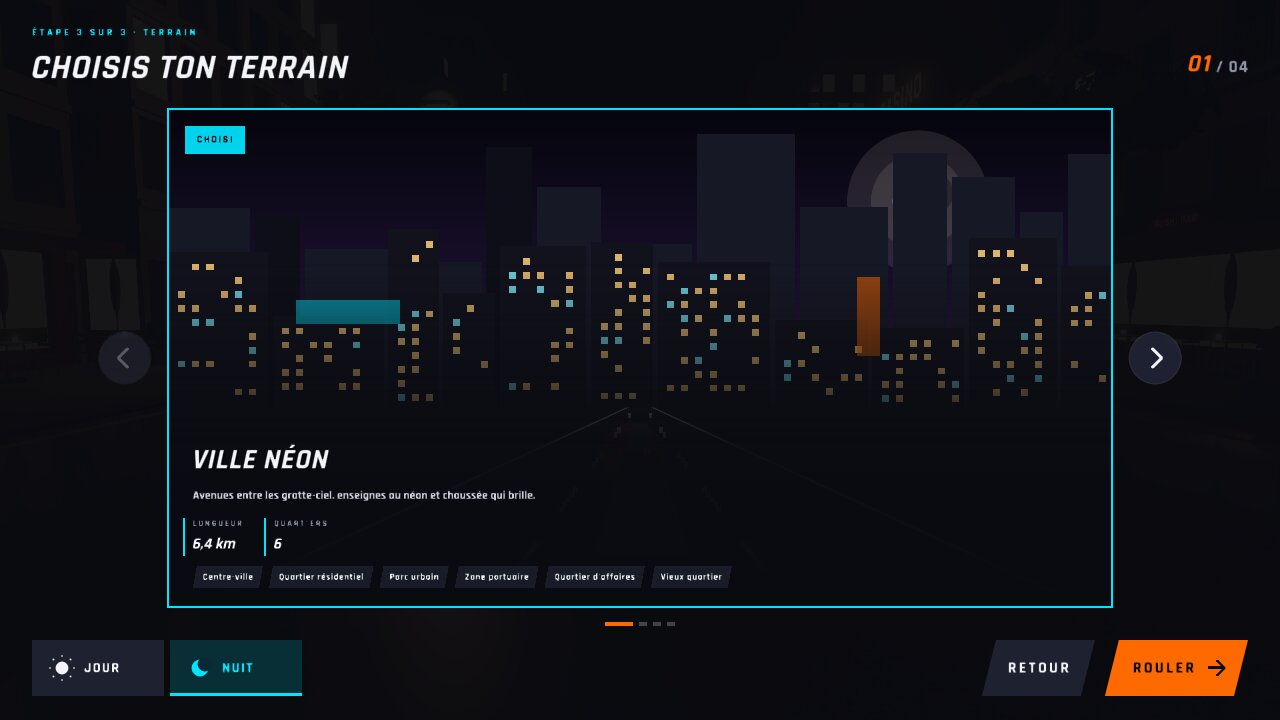 ÉTAPE 3 SUR 3 · TERRAIN
CHOISIS TON TERRAIN
01 / 04
CHOISI
VILLE NÉON
Avenues entre les gratte-ciel, enseignes au néon et chaussée qui brille.
LONGUEUR
QUARTIERS
6,4 km
6
Centre-ville
Quartier résidentiel
Parc urbain
Zone portuaire
Quartier d'affaires
Vieux quartier
JOUR
NUIT
RETOUR
ROULER